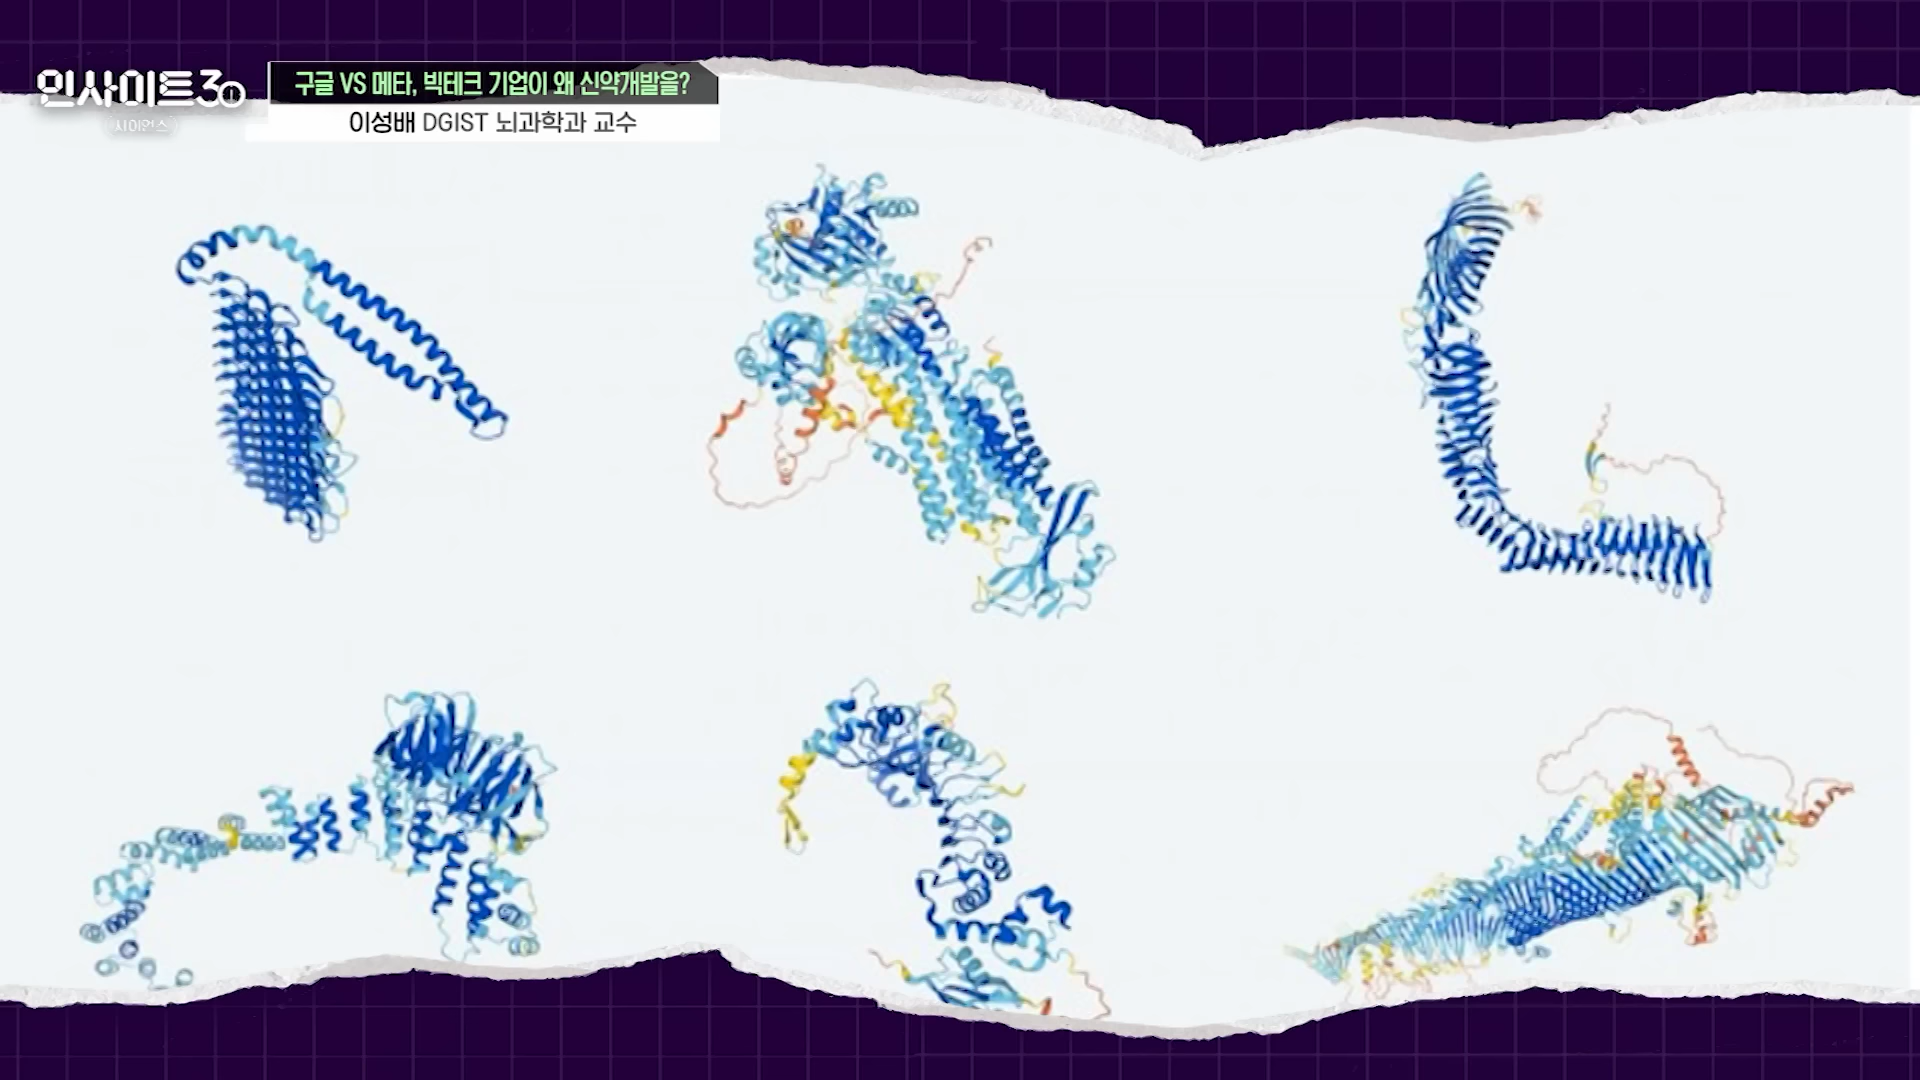 인사이트30
사이언스
구글 VS 메타, 빅테크 기업이 왜 신약개발을?
이성배 DGIST 뇌과학과 교수